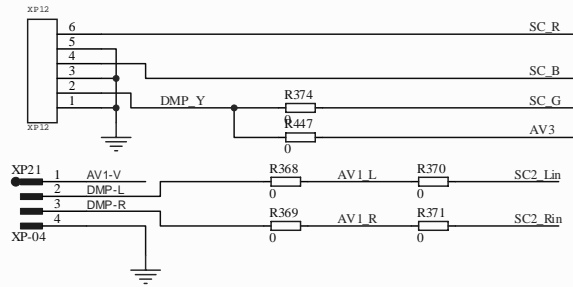 XP12
6 SC_R
5
4 SC_B
3
2 DMP_Y R374 0 SC_G
1
R447 0 AV3
XP12
XP21
1 AV1-V
2 DMP-L R368 0 AV1_L R370 0 SC2_Lin
3 DMP-R R369 0 AV1_R R371 0 SC2_Rin
4
XP-04